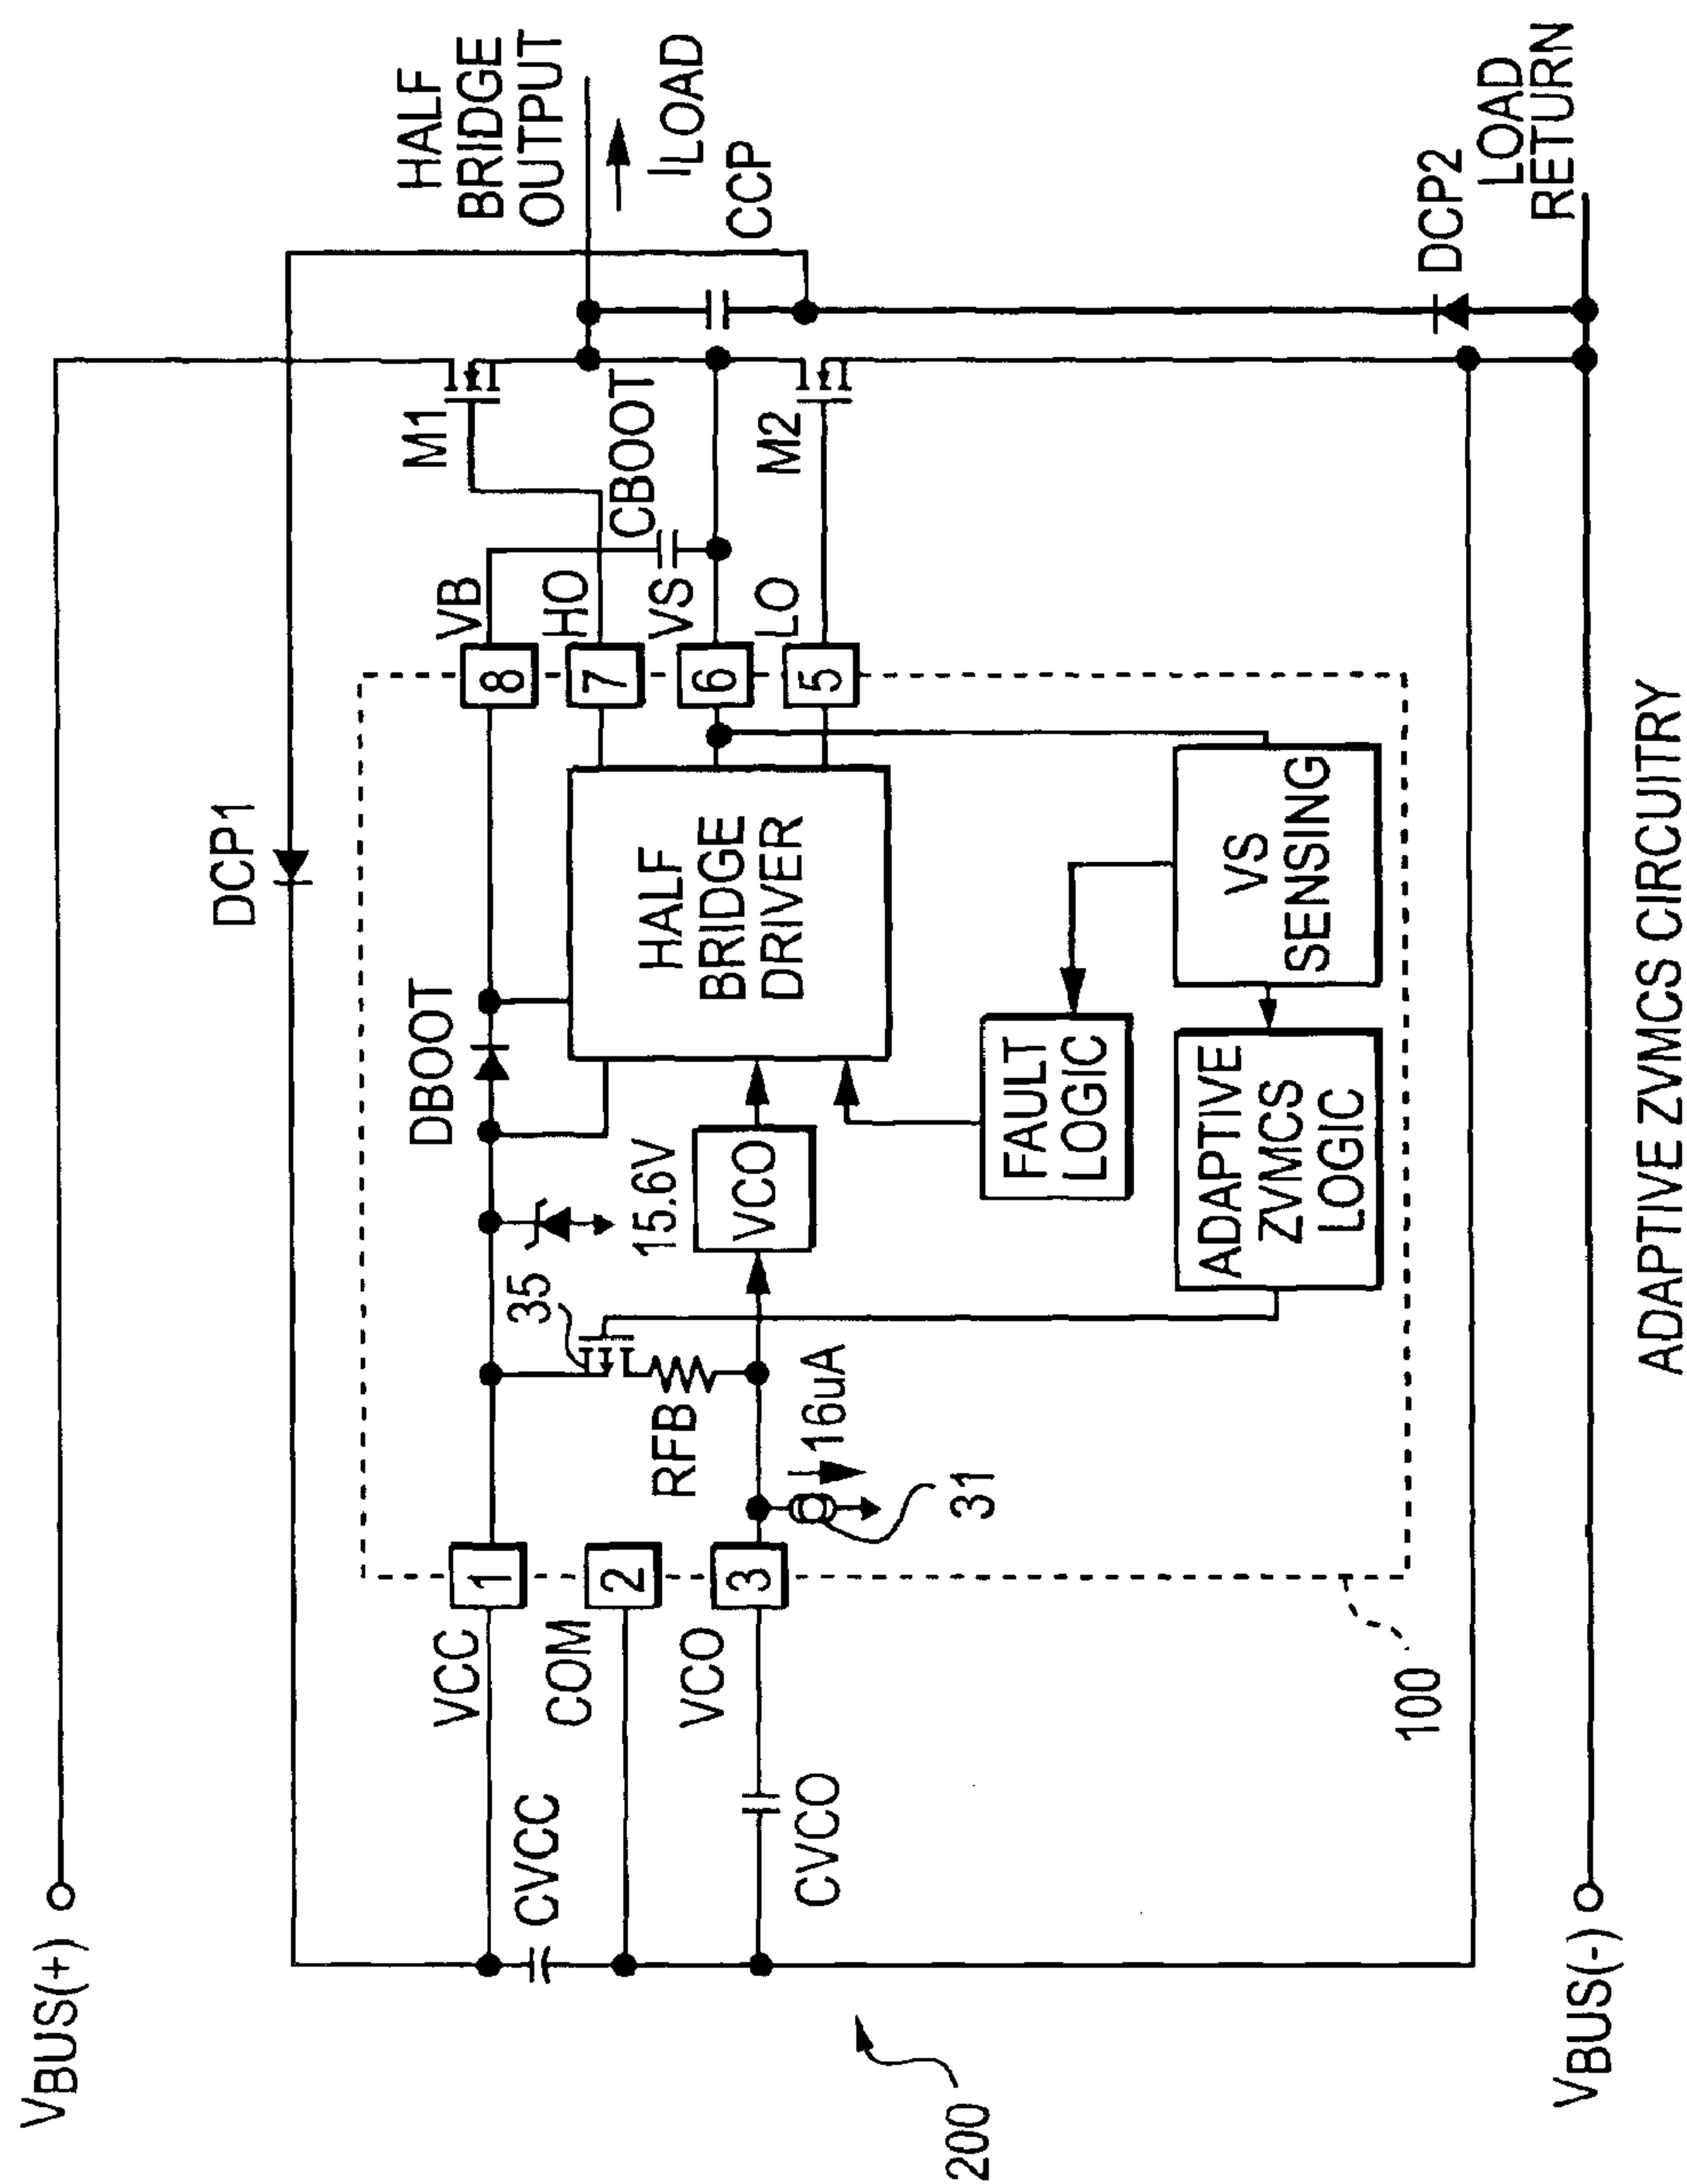 VBUS(+)
DCP1
HALF
BRIDGE
OUTPUT
ILOAD
CCP
VCC
CVCC
COM
VCO
CVCO
1
2
3
35
RFB
16uA
31
15.6V
DBOOT
VCO
HALF
BRIDGE
DRIVER
FAULT
LOGIC
ADAPTIVE
ZVMCS
LOGIC
VS
SENSING
8
7
6
5
VB
HO
VS
LO
CBOOT
M1
M2
DCP2
LOAD
RETURN
100
200
VBUS(-)
ADAPTIVE ZVMCS CIRCUITRY